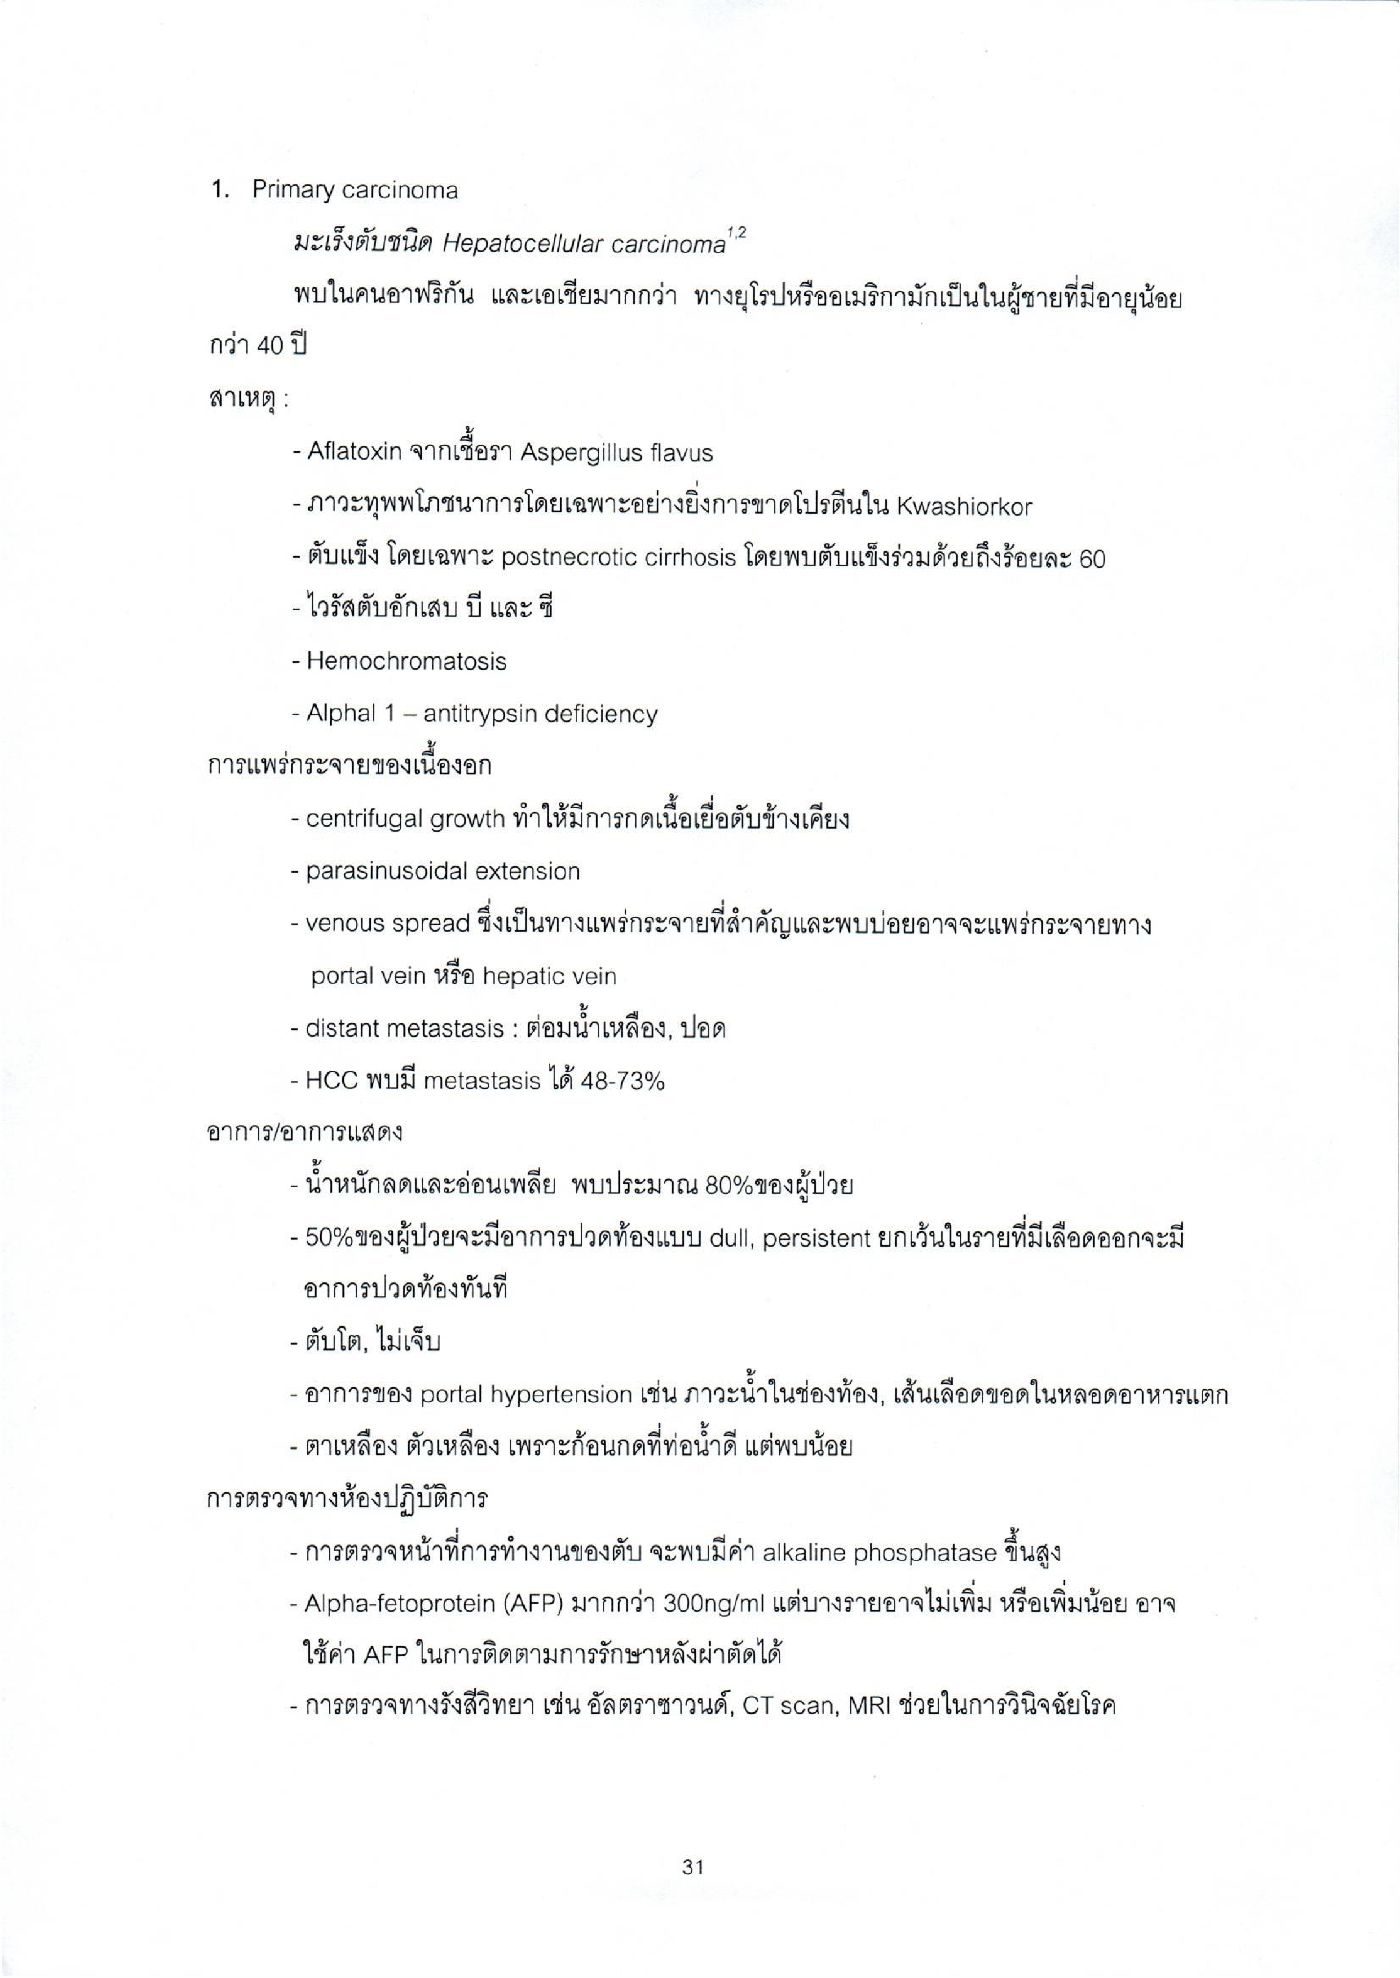 1. Primary carcinoma
มะเร็งตับชนิด Hepatocellular carcinoma1,2
พบในคนอาฟริกัน และเอเชียมากกว่า ทางยุโรปหรืออเมริกามักเป็นในผู้ชายที่มีอายุน้อย
กว่า 40 ปี
สาเหตุ :
- Aflatoxin จากเชื้อรา Aspergillus flavus
- ภาวะทุพพโภชนาการโดยเฉพาะอย่างยิ่งการขาดโปรตีนใน Kwashiorkor
- ตับแข็ง โดยเฉพาะ postnecrotic cirrhosis โดยพบตับแข็งร่วมด้วยถึงร้อยละ 60
- ไวรัสตับอักเสบ บี และ ซี
- Hemochromatosis
- Alphal 1 – antitrypsin deficiency
การแพร่กระจายของเนื้องอก
- centrifugal growth ทำให้มีการกดเนื้อเยื่อตับข้างเคียง
- parasinusoidal extension
- venous spread ซึ่งเป็นทางแพร่กระจายที่สำคัญและพบบ่อยอาจจะแพร่กระจายทาง
portal vein หรือ hepatic vein
- distant metastasis : ต่อมน้ำเหลือง, ปอด
- HCC พบมี metastasis ได้ 48-73%
อาการ/อาการแสดง
- น้ำหนักลดและอ่อนเพลีย พบประมาณ 80%ของผู้ป่วย
- 50%ของผู้ป่วยจะมีอาการปวดท้องแบบ dull, persistent ยกเว้นในรายที่มีเลือดออกจะมี
อาการปวดท้องทันที
- ตับโต, ไม่เจ็บ
- อาการของ portal hypertension เช่น ภาวะน้ำในช่องท้อง, เส้นเลือดขอดในหลอดอาหารแตก
- ตาเหลือง ตัวเหลือง เพราะก้อนกดที่ท่อน้ำดี แต่พบน้อย
การตรวจทางห้องปฏิบัติการ
- การตรวจหน้าที่การทำงานของตับ จะพบมีค่า alkaline phosphatase ขึ้นสูง
- Alpha-fetoprotein (AFP) มากกว่า 300ng/ml แต่บางรายอาจไม่เพิ่ม หรือเพิ่มน้อย อาจ
ใช้ค่า AFP ในการติดตามการรักษาหลังผ่าตัดได้
- การตรวจทางรังสีวิทยา เช่น อัลตราซาวนด์, CT scan, MRI ช่วยในการวินิจฉัยโรค
31